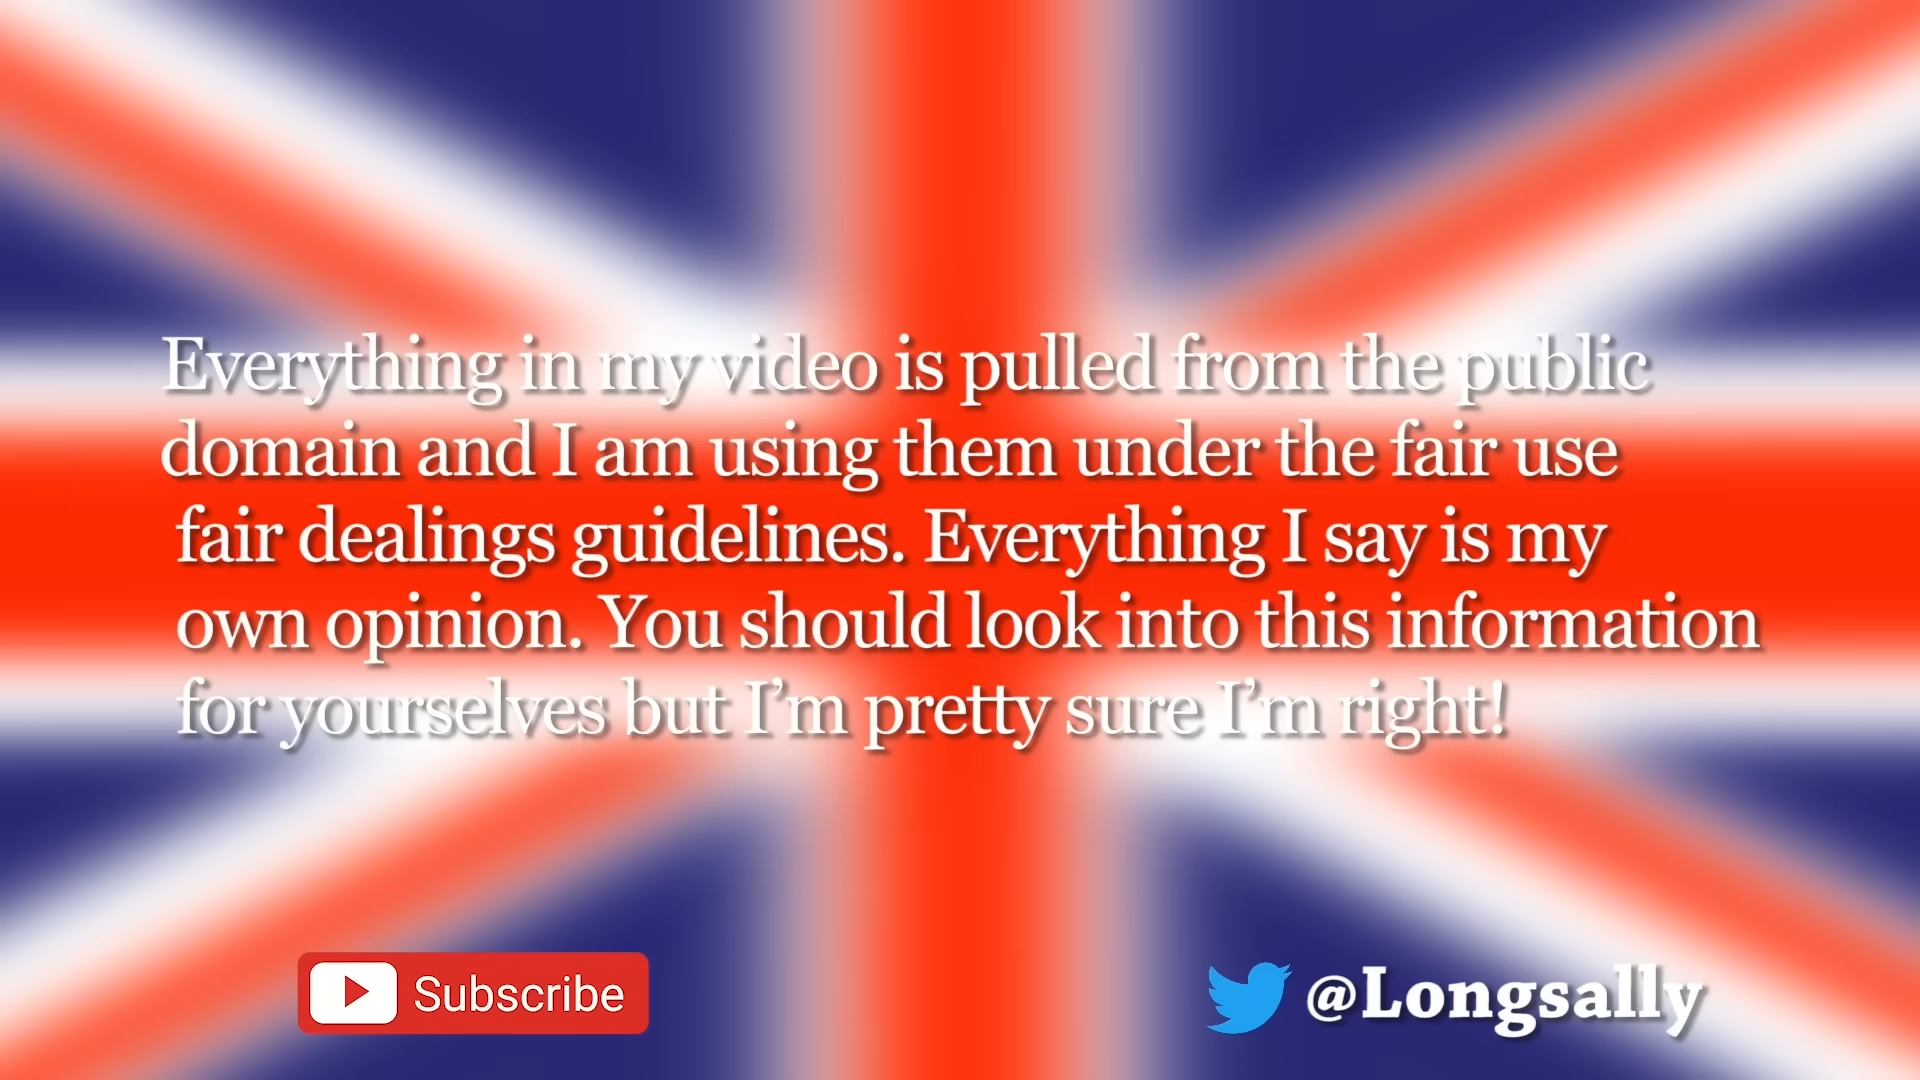 Everything in my video is pulled from the public
domain and I am using them under the fair use
fair dealings guidelines. Everything I say is my
own opinion. You should look into this information
for yourselves but I’m pretty sure I’m right!
Subscribe
@Longsally